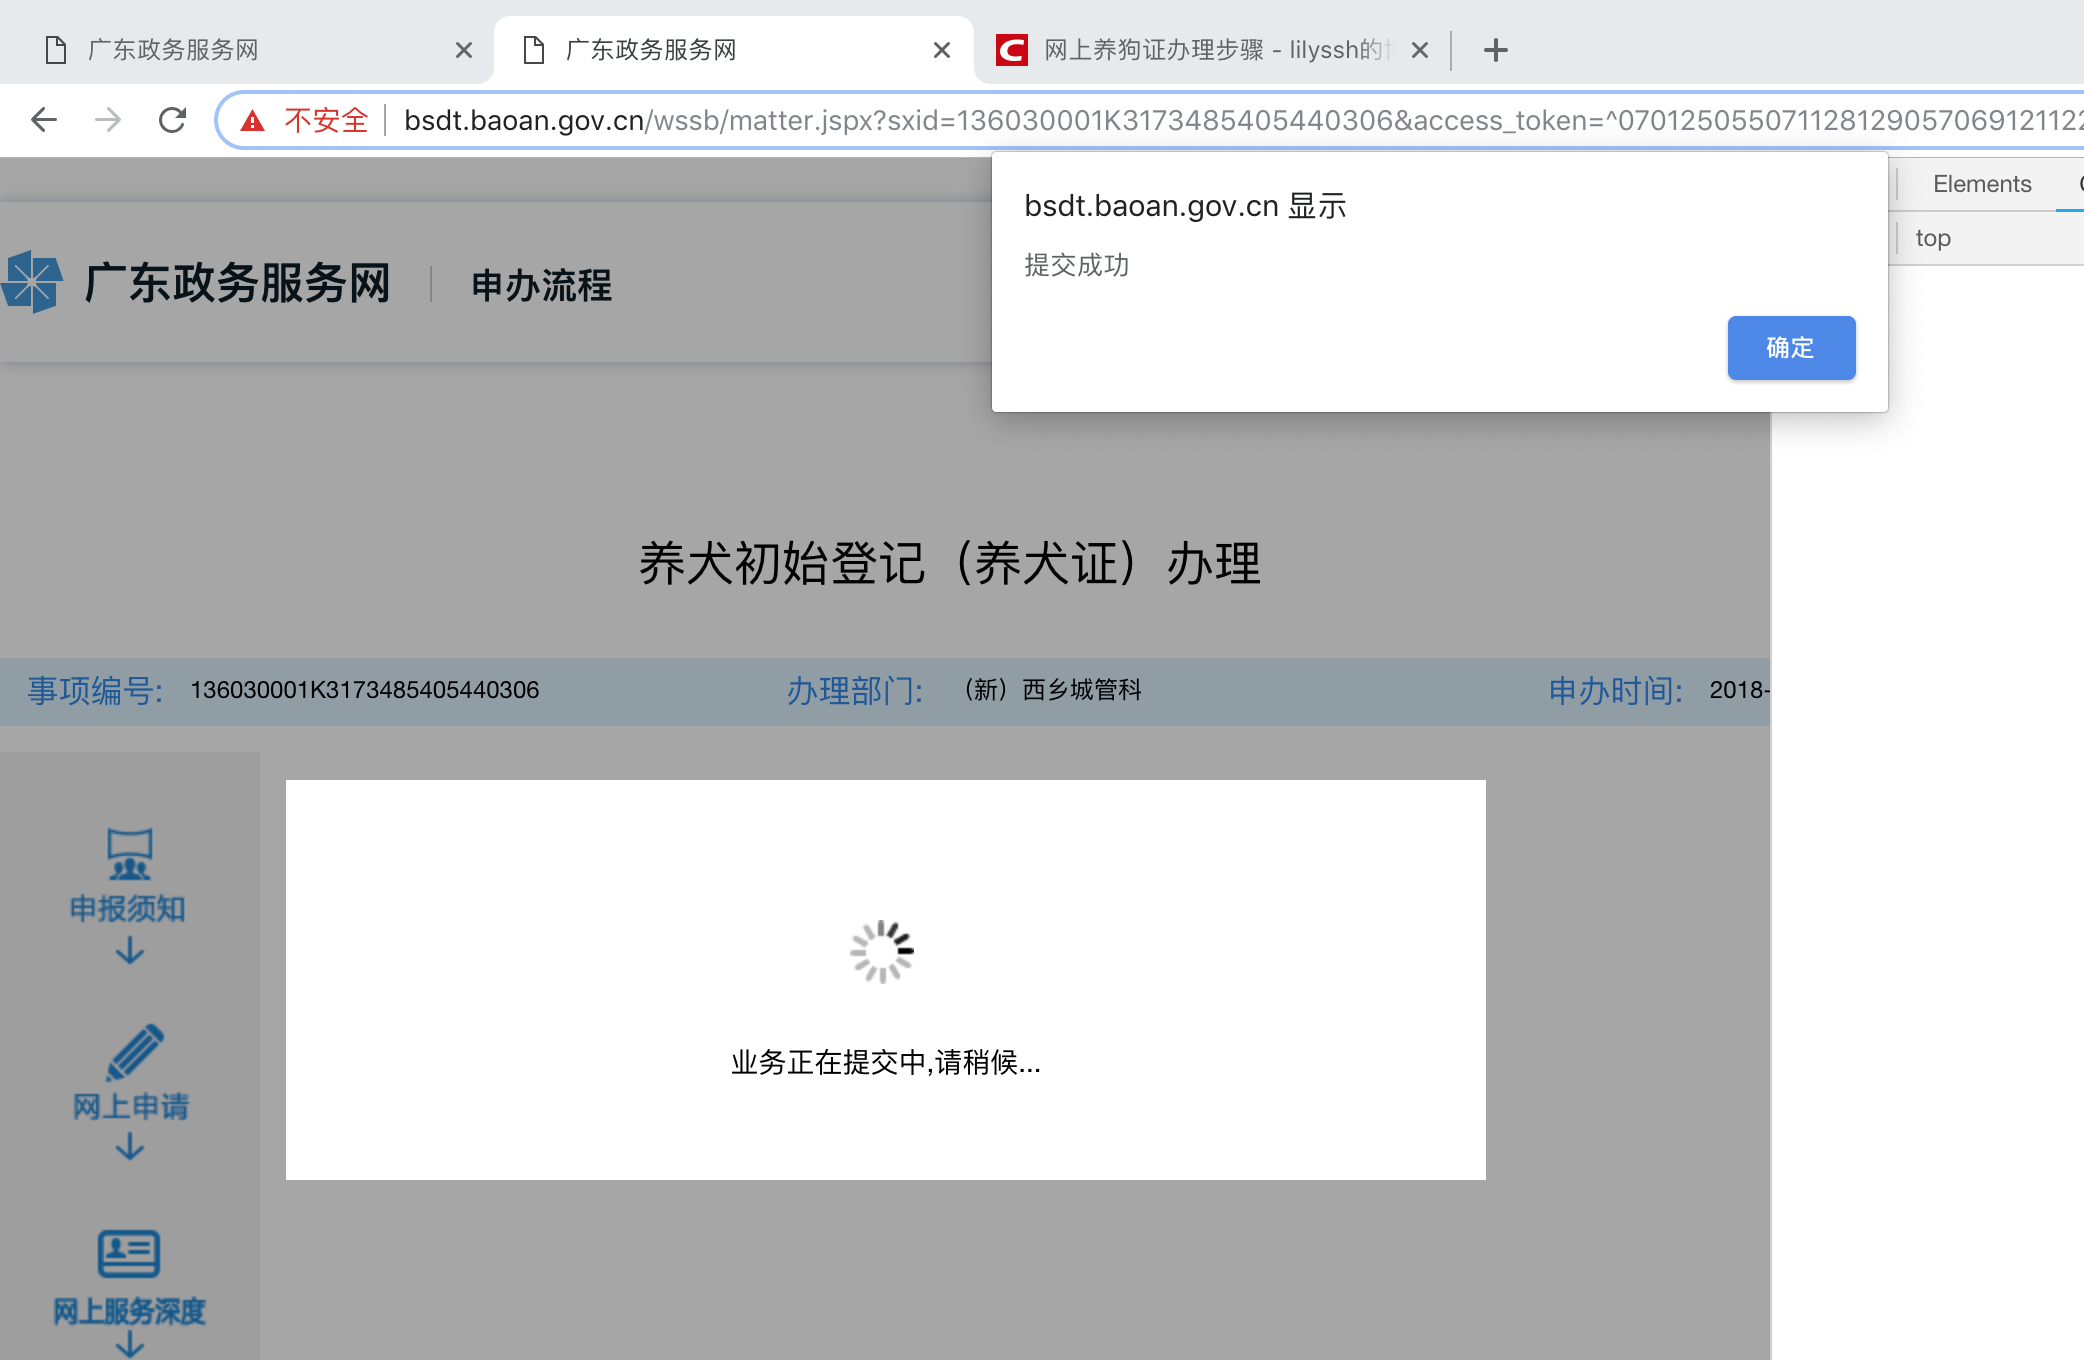 广东政务服务网
广东政务服务网
网上养狗证办理步骤 - lilyssh的
不安全
bsdt.baoan.gov.cn/wssb/matter.jspx?sxid=136030001K3173485405440306&access_token=^0701250550711281290570691211122
bsdt.baoan.gov.cn 显示
提交成功
确定
Elements
top
广东政务服务网
申办流程
养犬初始登记（养犬证）办理
事项编号: 136030001K3173485405440306
办理部门: （新）西乡城管科
申办时间: 2018-
申报须知
网上申请
网上服务深度
业务正在提交中,请稍候...